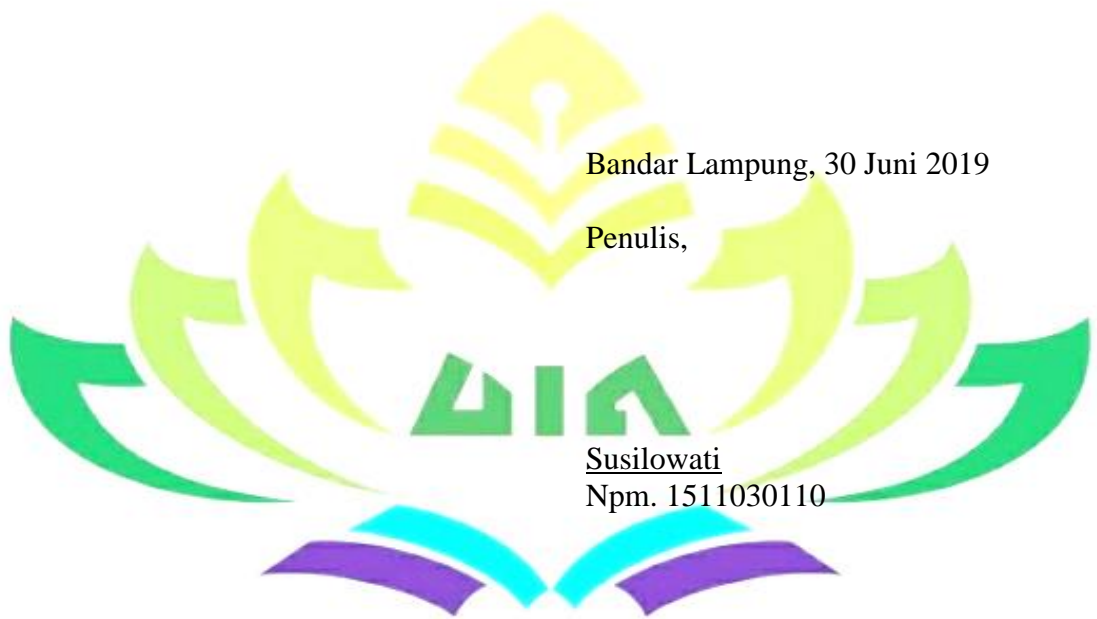 Bandar Lampung, 30 Juni 2019
Penulis,
UIN
Susilowati
Npm. 1511030110